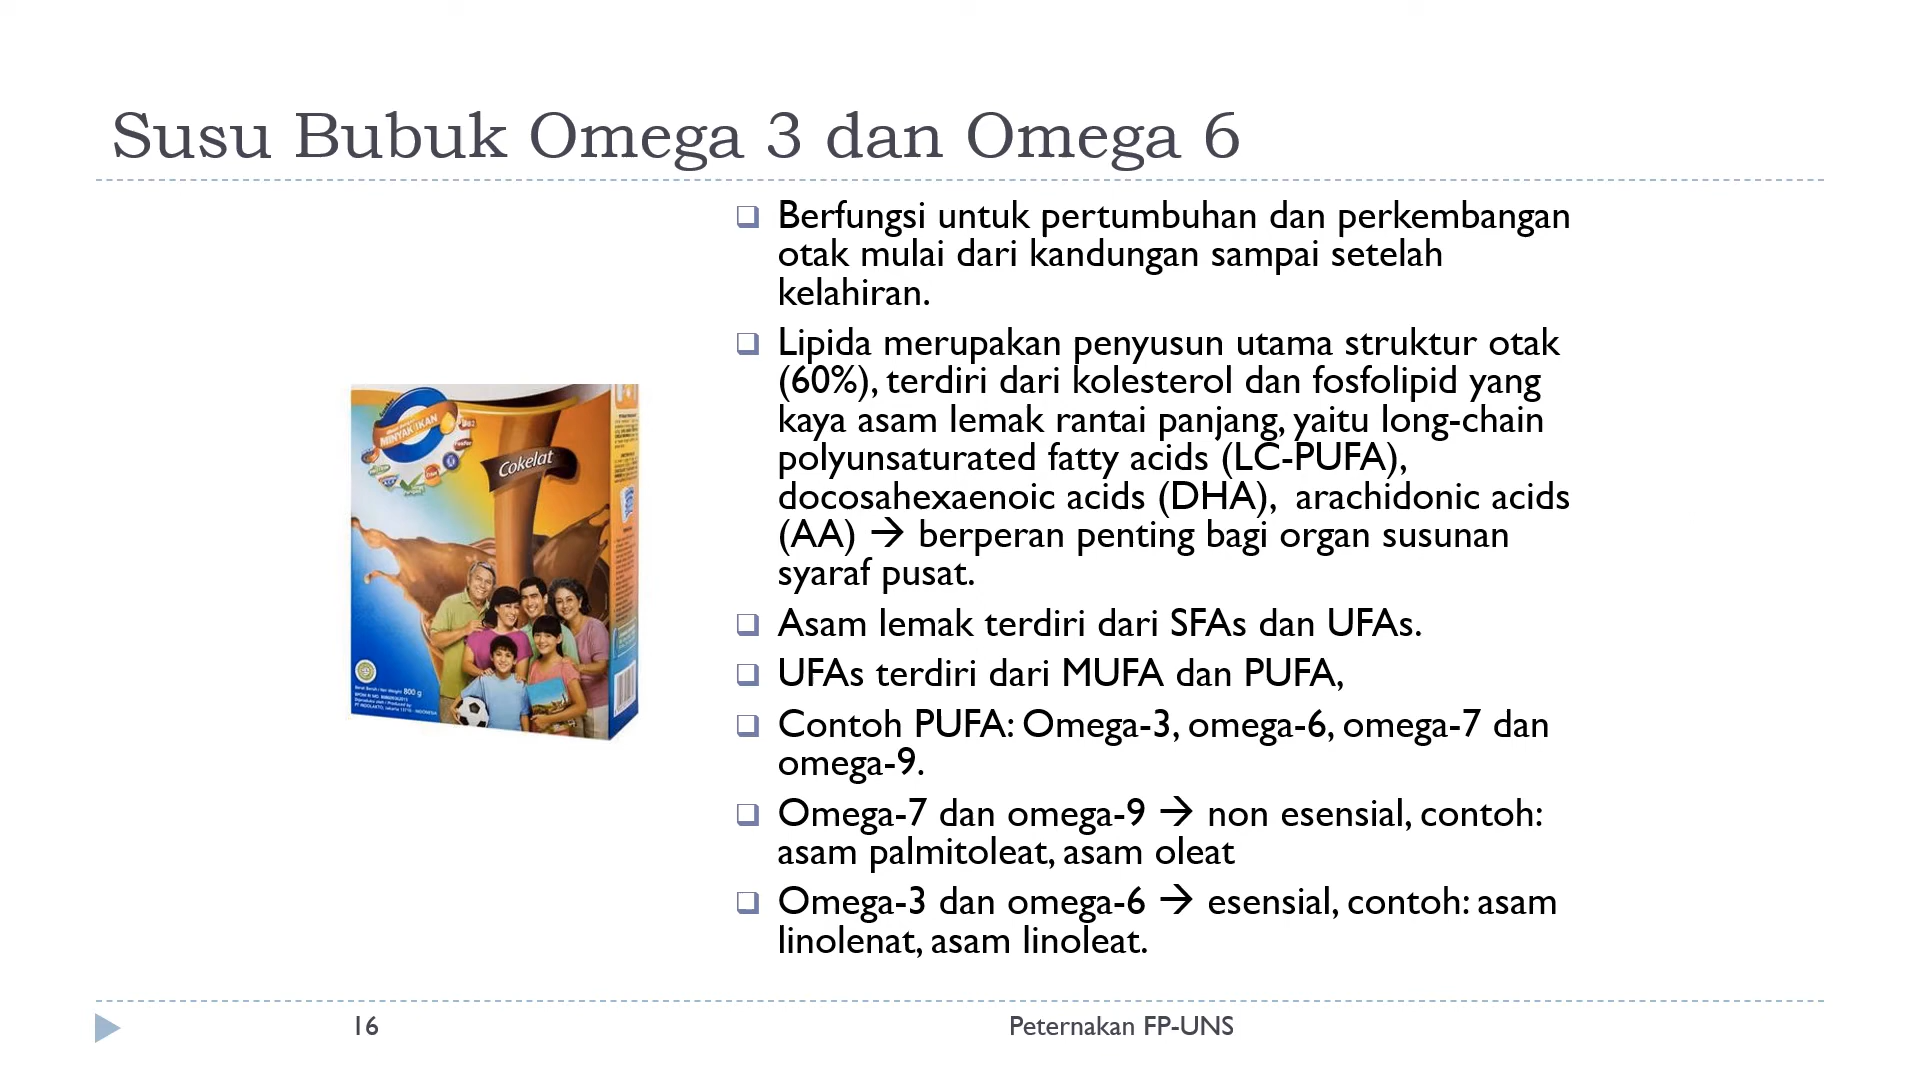 Susu Bubuk Omega 3 dan Omega 6
Berfungsi untuk pertumbuhan dan perkembangan
otak mulai dari kandungan sampai setelah
kelahiran.
Lipida merupakan penyusun utama struktur otak
(60%), terdiri dari kolesterol dan fosfolipid yang
kaya asam lemak rantai panjang, yaitu long-chain
polyunsaturated fatty acids (LC-PUFA),
docosahexaenoic acids (DHA), arachidonic acids
(AA) → berperan penting bagi organ susunan
syaraf pusat.
Asam lemak terdiri dari SFAs dan UFAs.
UFAs terdiri dari MUFA dan PUFA,
Contoh PUFA: Omega-3, omega-6, omega-7 dan
omega-9.
Omega-7 dan omega-9 → non esensial, contoh:
asam palmitoleat, asam oleat
Omega-3 dan omega-6 → esensial, contoh: asam
linolenat, asam linoleat.
MINYAK IKAN
Cokelat
800 g
16
Peternakan FP-UNS